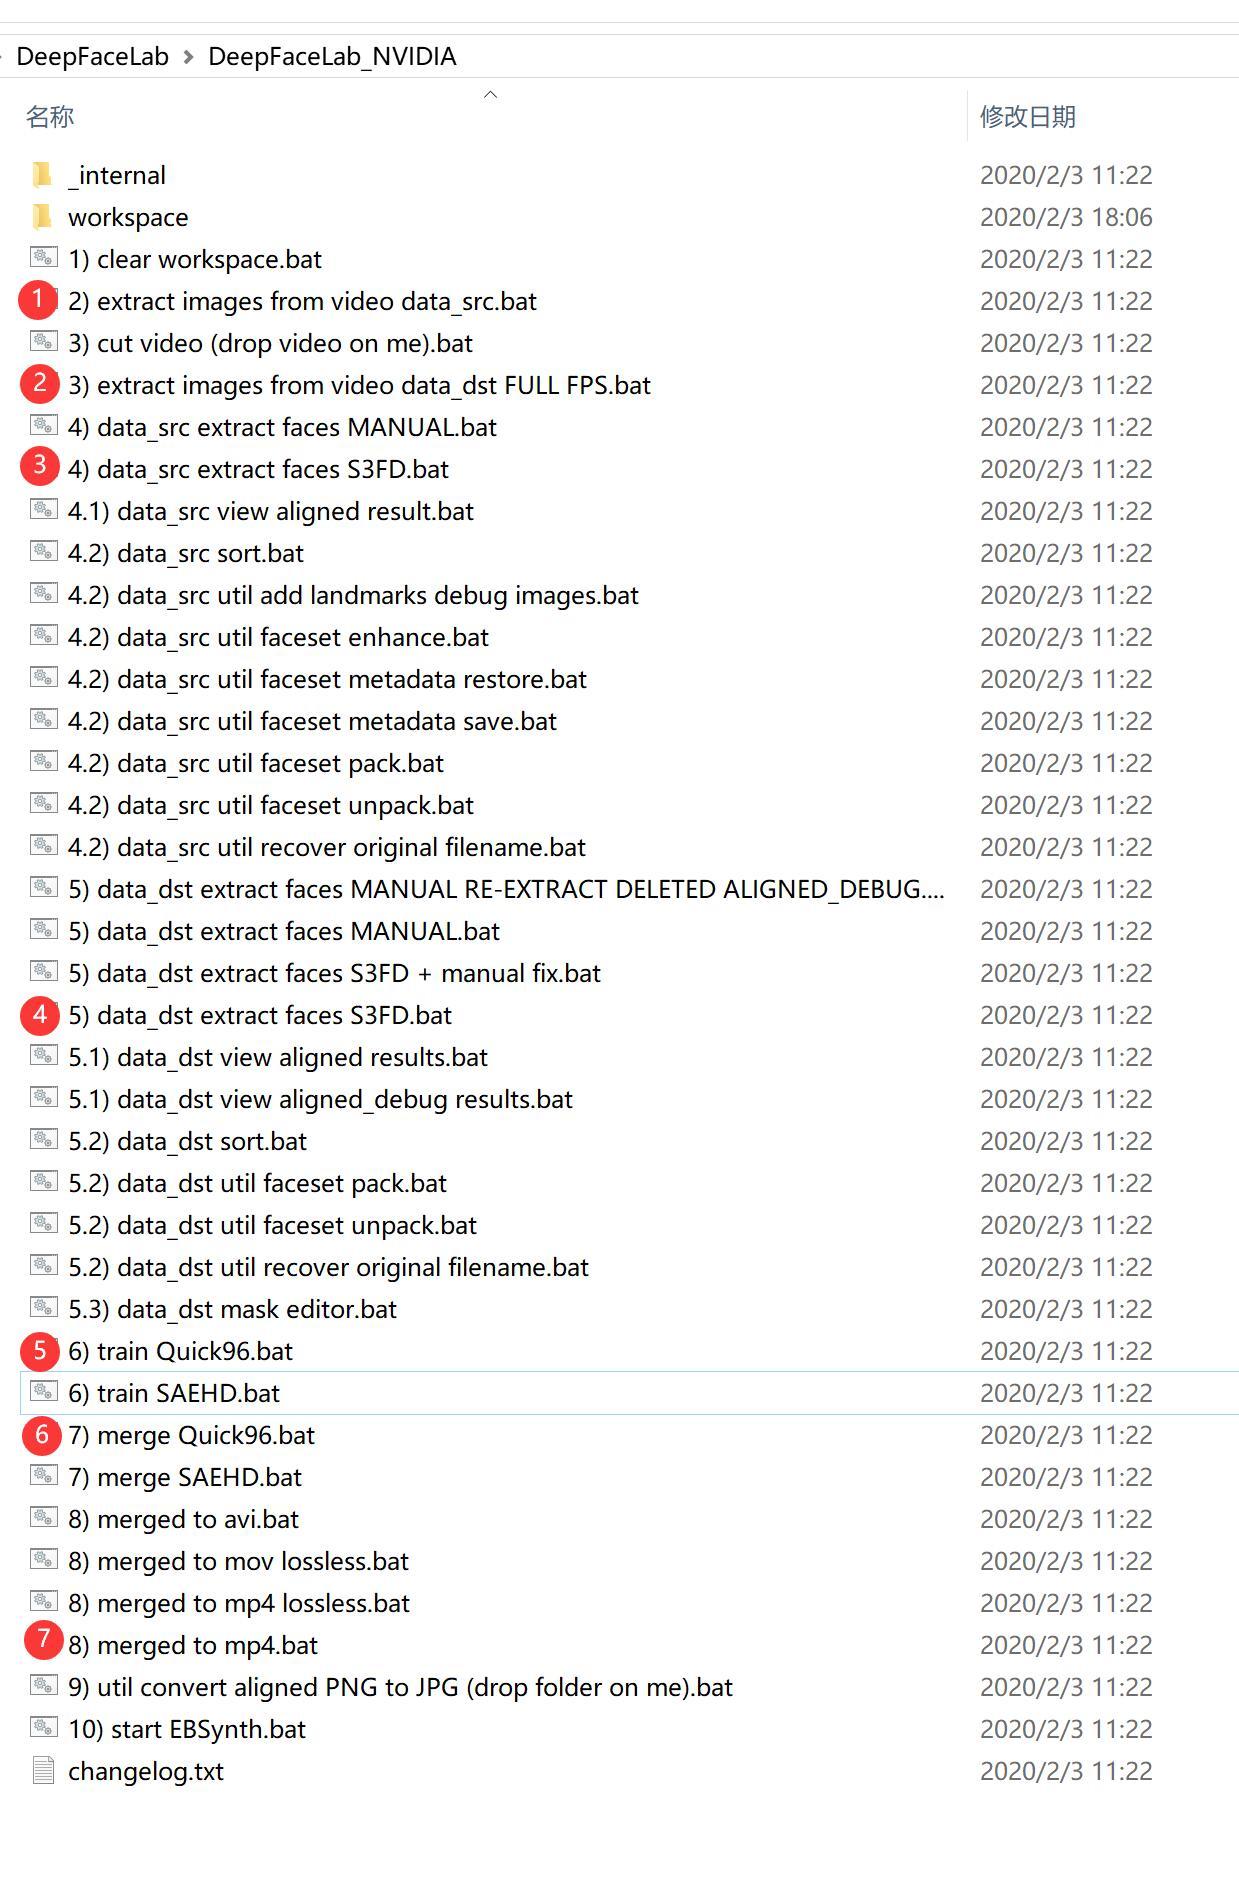 DeepFaceLab > DeepFaceLab_NVIDIA
名称 修改日期
_internal 2020/2/3 11:22
workspace 2020/2/3 18:06
1) clear workspace.bat 2020/2/3 11:22
1 2) extract images from video data_src.bat 2020/2/3 11:22
3) cut video (drop video on me).bat 2020/2/3 11:22
2 3) extract images from video data_dst FULL FPS.bat 2020/2/3 11:22
4) data_src extract faces MANUAL.bat 2020/2/3 11:22
3 4) data_src extract faces S3FD.bat 2020/2/3 11:22
4.1) data_src view aligned result.bat 2020/2/3 11:22
4.2) data_src sort.bat 2020/2/3 11:22
4.2) data_src util add landmarks debug images.bat 2020/2/3 11:22
4.2) data_src util faceset enhance.bat 2020/2/3 11:22
4.2) data_src util faceset metadata restore.bat 2020/2/3 11:22
4.2) data_src util faceset metadata save.bat 2020/2/3 11:22
4.2) data_src util faceset pack.bat 2020/2/3 11:22
4.2) data_src util faceset unpack.bat 2020/2/3 11:22
4.2) data_src util recover original filename.bat 2020/2/3 11:22
5) data_dst extract faces MANUAL RE-EXTRACT DELETED ALIGNED_DEBUG.... 2020/2/3 11:22
5) data_dst extract faces MANUAL.bat 2020/2/3 11:22
5) data_dst extract faces S3FD + manual fix.bat 2020/2/3 11:22
4 5) data_dst extract faces S3FD.bat 2020/2/3 11:22
5.1) data_dst view aligned results.bat 2020/2/3 11:22
5.1) data_dst view aligned_debug results.bat 2020/2/3 11:22
5.2) data_dst sort.bat 2020/2/3 11:22
5.2) data_dst util faceset pack.bat 2020/2/3 11:22
5.2) data_dst util faceset unpack.bat 2020/2/3 11:22
5.2) data_dst util recover original filename.bat 2020/2/3 11:22
5.3) data_dst mask editor.bat 2020/2/3 11:22
5 6) train Quick96.bat 2020/2/3 11:22
6) train SAEHD.bat 2020/2/3 11:22
6 7) merge Quick96.bat 2020/2/3 11:22
7) merge SAEHD.bat 2020/2/3 11:22
8) merged to avi.bat 2020/2/3 11:22
8) merged to mov lossless.bat 2020/2/3 11:22
8) merged to mp4 lossless.bat 2020/2/3 11:22
7 8) merged to mp4.bat 2020/2/3 11:22
9) util convert aligned PNG to JPG (drop folder on me).bat 2020/2/3 11:22
10) start EBSynth.bat 2020/2/3 11:22
changelog.txt 2020/2/3 11:22